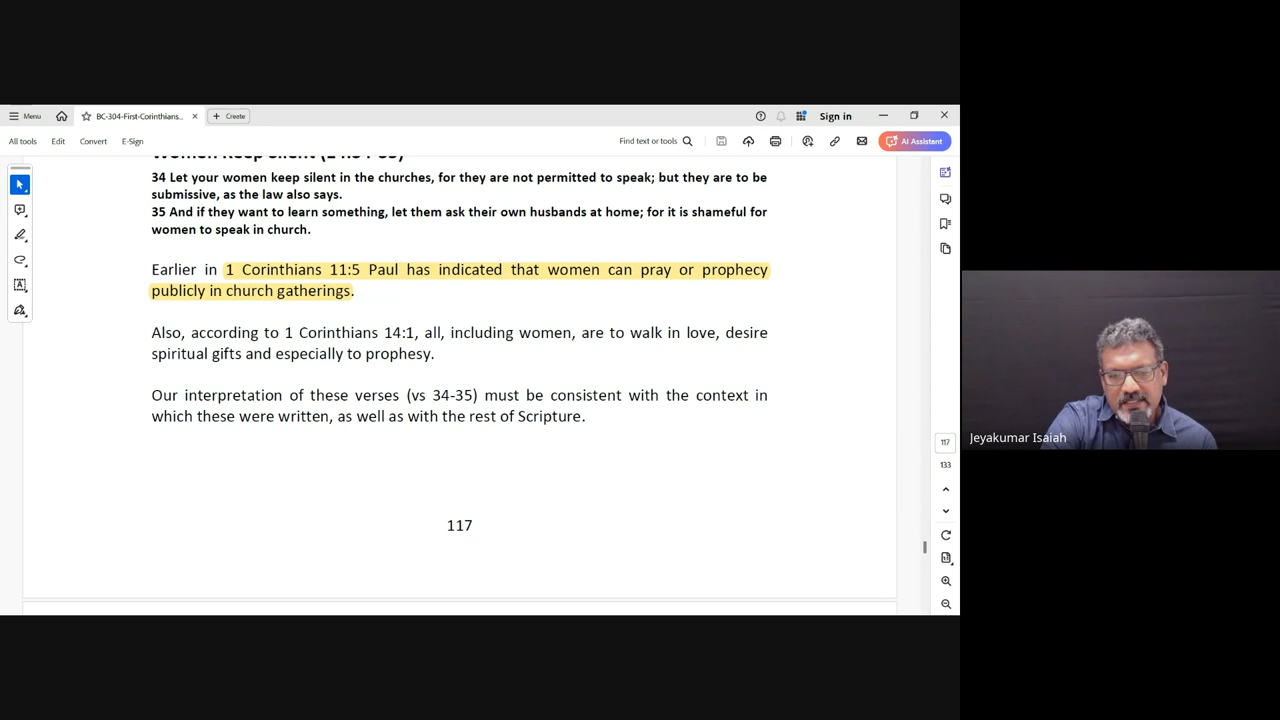 Menu
BC-304-First-Corinthians..
Create
Sign in
All tools
Edit
Convert
E-Sign
Find text or tools
AI Assistant
34 Let your women keep silent in the churches, for they are not permitted to speak; but they are to be
submissive, as the law also says.
35 And if they want to learn something, let them ask their own husbands at home; for it is shameful for
women to speak in church.
Earlier in 1 Corinthians 11:5 Paul has indicated that women can pray or prophecy
publicly in church gatherings.
Also, according to 1 Corinthians 14:1, all, including women, are to walk in love, desire
spiritual gifts and especially to prophesy.
Our interpretation of these verses (vs 34-35) must be consistent with the context in
which these were written, as well as with the rest of Scripture.
117
117
133
Jeyakumar Isaiah